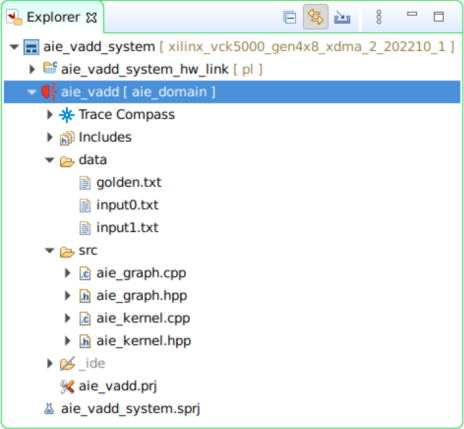 Explorer
aie_vadd_system [ xilinx_vck5000_gen4x8_xdma_2_202210_1 ]
aie_vadd_system_hw_link [ pl ]
aie_vadd [ aie_domain ]
Trace Compass
Includes
data
golden.txt
input0.txt
input1.txt
src
aie_graph.cpp
aie_graph.hpp
aie_kernel.cpp
aie_kernel.hpp
_ide
aie_vadd.prj
aie_vadd_system.sprj